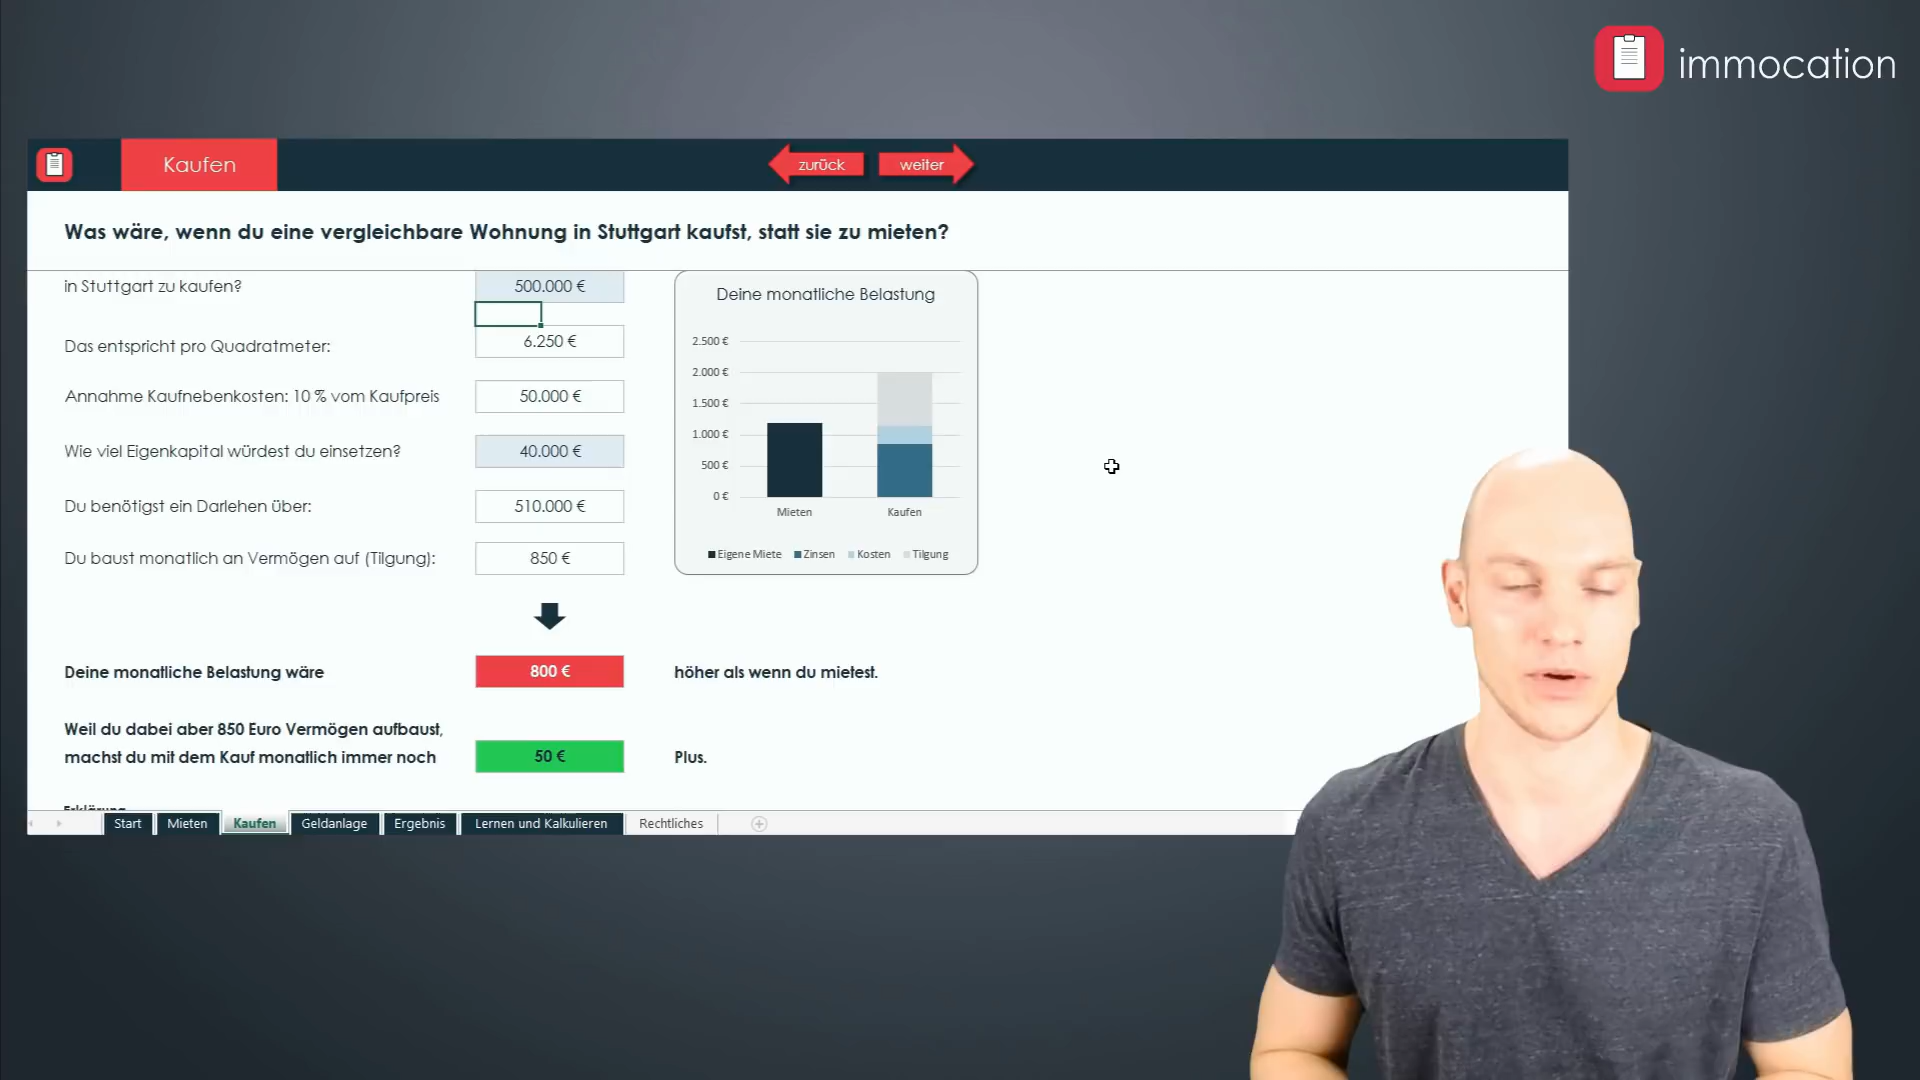 immocation
Kaufen
zurück
weiter
Was wäre, wenn du eine vergleichbare Wohnung in Stuttgart kaufst, statt sie zu mieten?
in Stuttgart zu kaufen?
500.000 €
Das entspricht pro Quadratmeter:
6.250 €
Annahme Kaufnebenkosten: 10 % vom Kaufpreis
50.000 €
Wie viel Eigenkapital würdest du einsetzen?
40.000 €
Du benötigst ein Darlehen über:
510.000 €
Du baust monatlich an Vermögen auf (Tilgung):
850 €
Deine monatliche Belastung
2.500 €
2.000 €
1.500 €
1.000 €
500 €
0 €
Mieten
Kaufen
Eigene Miete
Zinsen
Kosten
Tilgung
Deine monatliche Belastung wäre
800 €
höher als wenn du mietest.
Weil du dabei aber 850 Euro Vermögen aufbaust,
machst du mit dem Kauf monatlich immer noch
50 €
Plus.
Erklärung
Start
Mieten
Kaufen
Geldanlage
Ergebnis
Lernen und Kalkulieren
Rechtliches